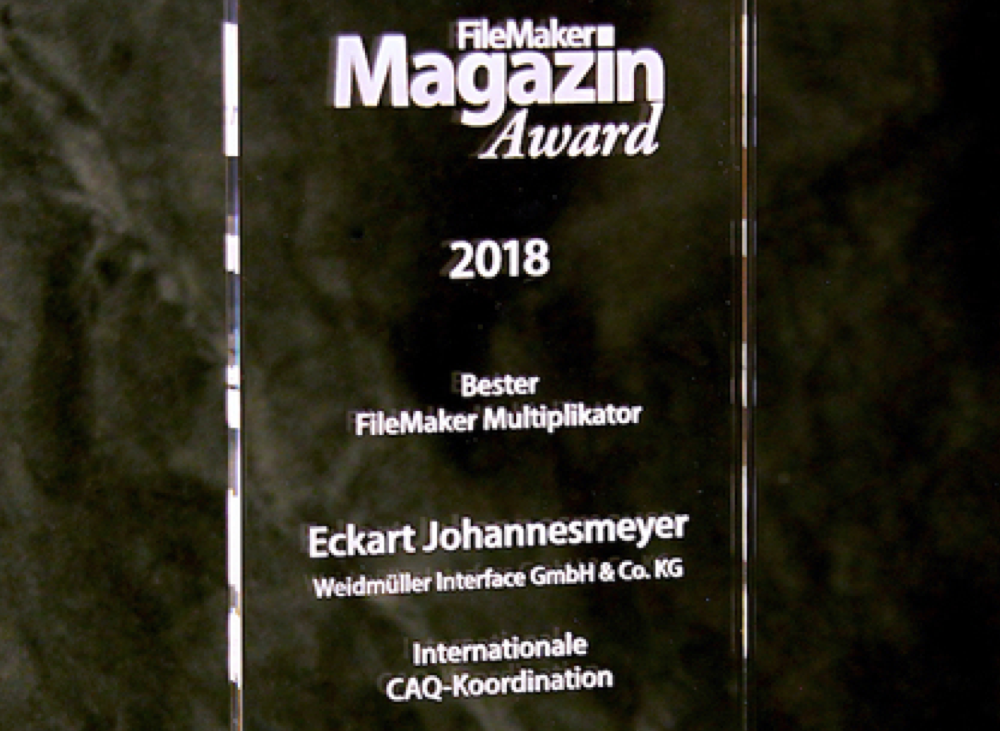 FileMaker
Magazin
Award
2018
Bester
FileMaker Multiplikator
Eckart Johannesmeyer
Weidmüller Interface GmbH & Co. KG
Internationale
CAQ-Koordination